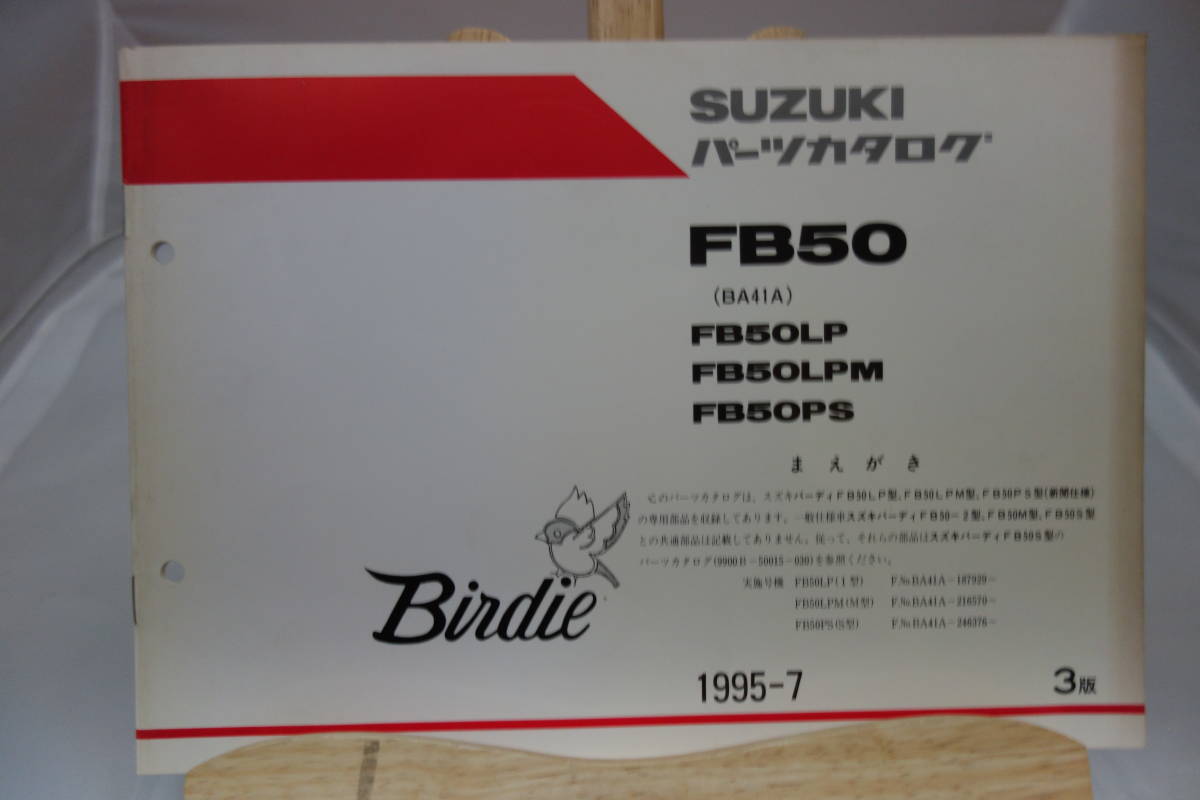 SUZUKI
パーツカタログ
FB50
(BA41A)
FB50LP
FB50LPM
FB50PS
まえがき
このパーツカタログは、スズキバーディFB50LP型、FB50LPM型、FB50PS型(新聞仕様)
の専用部品を収録してあります。一般仕様車スズキバーディFB50-2型、FB50M型、FB50S型
との共通部品は記載してありません。従って、それらの部品はスズキバーディFB50S型の
パーツカタログ(9900B-50015-030)を参照ください。
実施号機 FB50LP(L型) F.No.BA41A-187929-
FB50LPM(M型) F.No.BA41A-216570-
FB50PS(S型) F.No.BA41A-246376-
Birdie
1995-7
3版